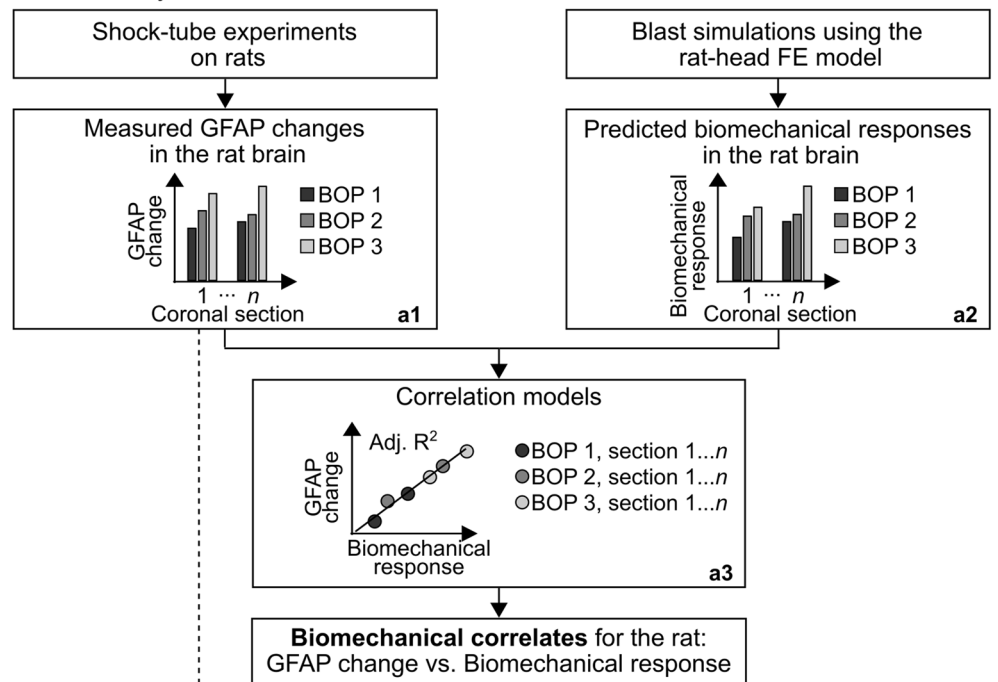 Shock-tube experiments
on rats
Blast simulations using the
rat-head FE model
Measured GFAP changes
in the rat brain
GFAP
change
BOP 1
BOP 2
BOP 3
1 ... n
Coronal section
a1
Predicted biomechanical responses
in the rat brain
Biomechanical
response
BOP 1
BOP 2
BOP 3
1 ... n
Coronal section
a2
Correlation models
Adj. R²
GFAP
change
BOP 1, section 1...n
BOP 2, section 1...n
BOP 3, section 1...n
Biomechanical
response
a3
Biomechanical correlates for the rat:
GFAP change vs. Biomechanical response